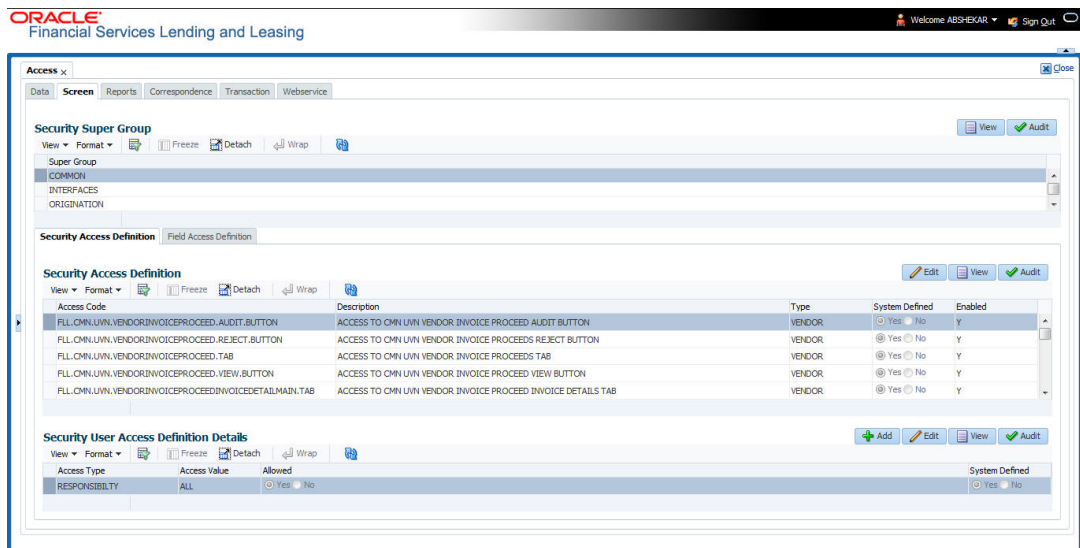 ORACLE
Financial Services Lending and Leasing
Welcome ABSHEKAR Sign Out
Access x
Close
Data Screen Reports Correspondence Transaction Webservice
Security Super Group
View Audit
View Format Freeze Detach Wrap
Super Group
COMMON
INTERFACES
ORIGINATION
Security Access Definition Field Access Definition
Security Access Definition
Edit View Audit
View Format Freeze Detach Wrap
Access Code Description Type System Defined Enabled
FLL.CMN.UVN.VENDORINVOICEPROCEED.AUDIT.BUTTON ACCESS TO CMN UVN VENDOR INVOICE PROCEED AUDIT BUTTON VENDOR Yes No Y
FLL.CMN.UVN.VENDORINVOICEPROCEED.REJECT.BUTTON ACCESS TO CMN UVN VENDOR INVOICE PROCEEDS REJECT BUTTON VENDOR Yes No Y
FLL.CMN.UVN.VENDORINVOICEPROCEED.TAB ACCESS TO CMN UVN VENDOR INVOICE PROCEEDS TAB VENDOR Yes No Y
FLL.CMN.UVN.VENDORINVOICEPROCEED.VIEW.BUTTON ACCESS TO CMN UVN VENDOR INVOICE PROCEED VIEW BUTTON VENDOR Yes No Y
FLL.CMN.UVN.VENDORINVOICEPROCEEDINVOICEDETAILMAIN.TAB ACCESS TO CMN UVN VENDOR INVOICE PROCEED INVOICE DETAILS TAB VENDOR Yes No Y
Security User Access Definition Details
Add Edit View Audit
View Format Freeze Detach Wrap
Access Type Access Value Allowed System Defined
RESPONSIBILTY ALL Yes No Yes No